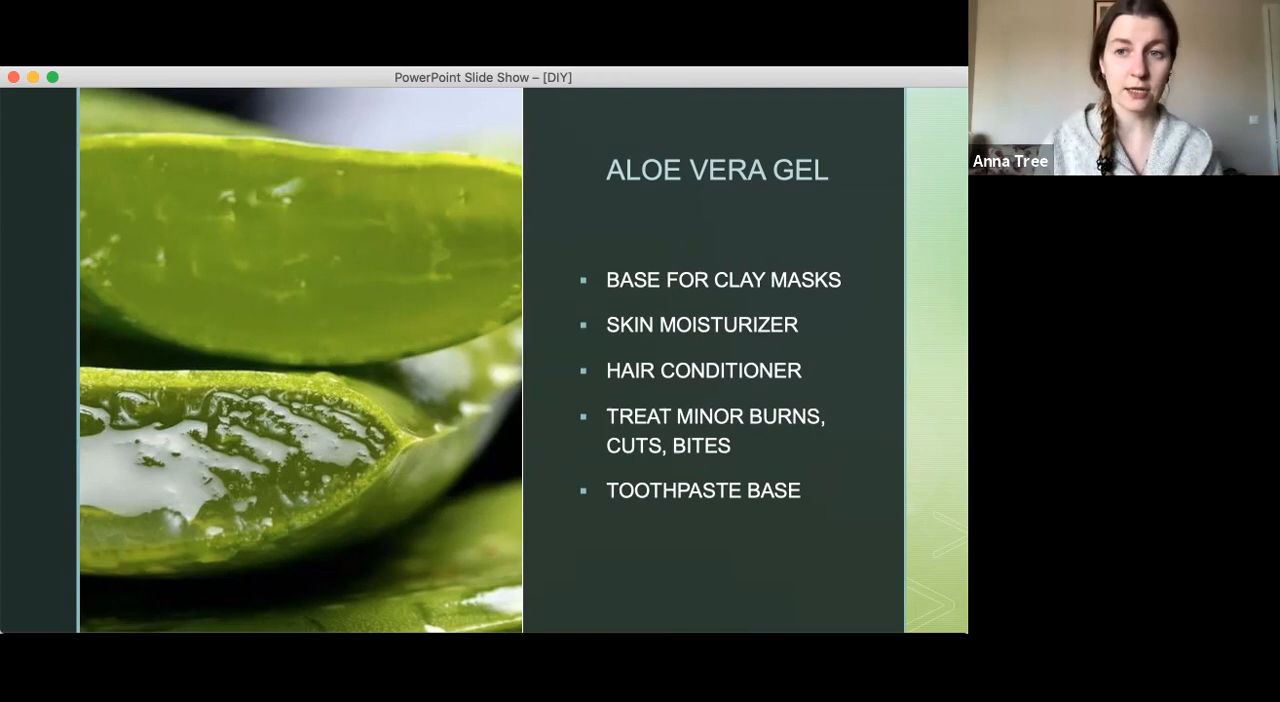 PowerPoint Slide Show – [DIY]
ALOE VERA GEL
BASE FOR CLAY MASKS
SKIN MOISTURIZER
HAIR CONDITIONER
TREAT MINOR BURNS,
CUTS, BITES
TOOTHPASTE BASE
Anna Tree